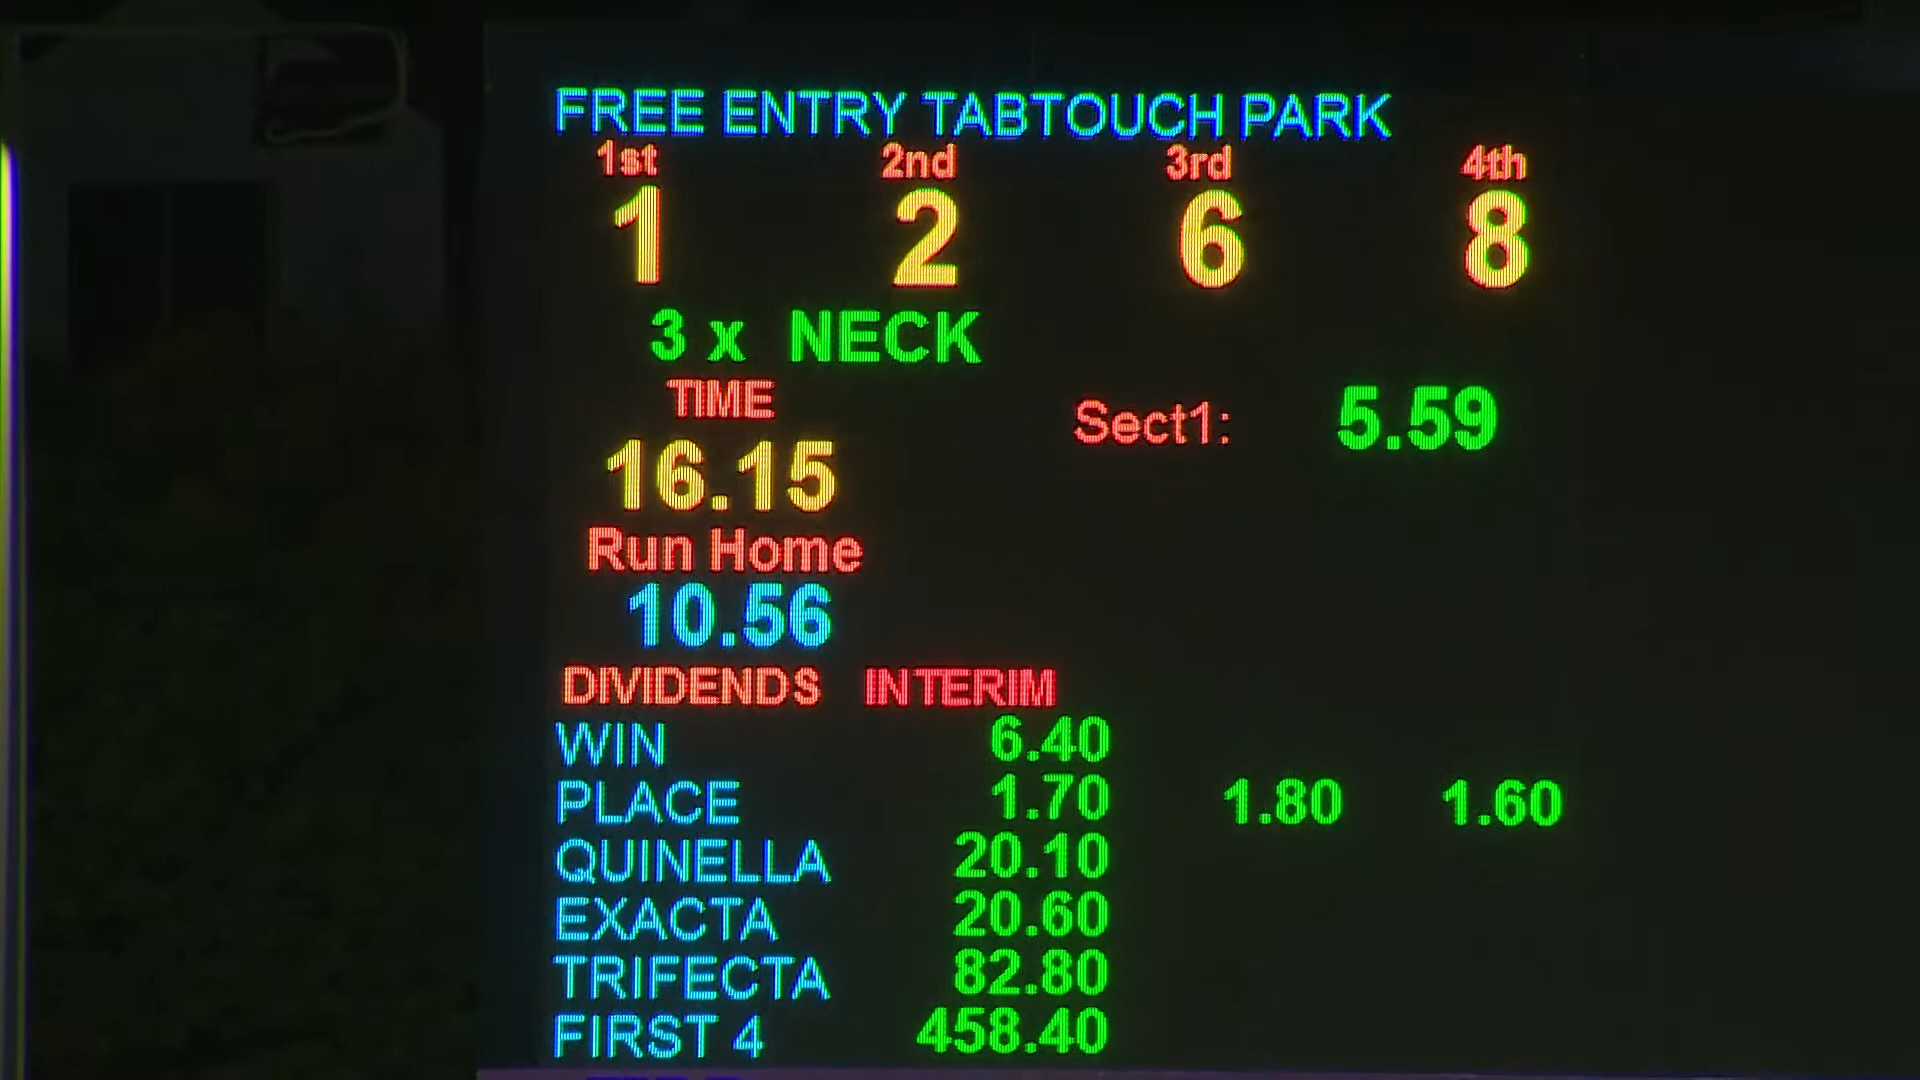 FREE ENTRY TABTOUCH PARK
1st 2nd 3rd 4th
1 2 6 8
3 x NECK
TIME
Sect1: 5.59
16.15
Run Home
10.56
DIVIDENDS INTERIM
WIN 6.40
PLACE 1.70 1.80 1.60
QUINELLA 20.10
EXACTA 20.60
TRIFECTA 82.80
FIRST 4 458.40